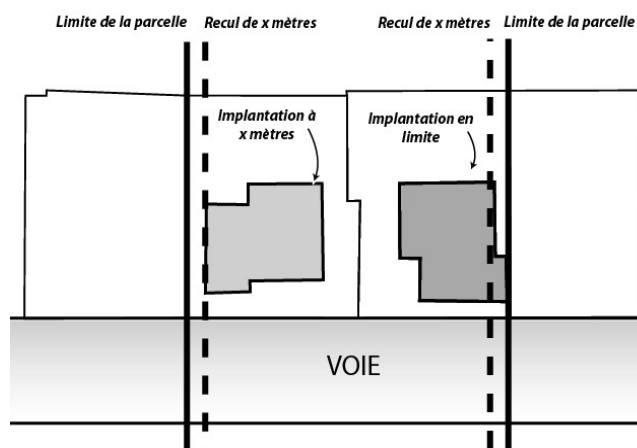 Limite de la parcelle
Recul de x mètres
Recul de x mètres
Limite de la parcelle
Implantation à
x mètres
Implantation en
limite
VOIE